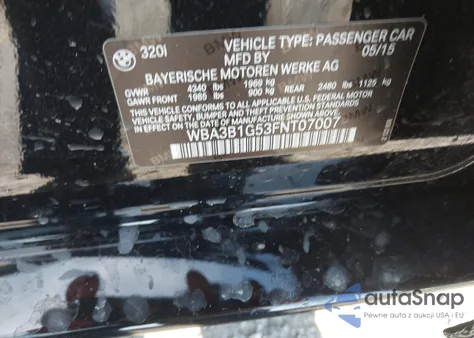 BMW
320I
VEHICLE TYPE: PASSENGER CAR
MFD BY
05/15
BAYERISCHE MOTOREN WERKE AG
GVWR 4340 lbs 1969 kg
GAWR FRONT 1985 lbs 900 kg REAR 2480 lbs 1125 kg
THIS VEHICLE CONFORMS TO ALL APPLICABLE FEDERAL MOTOR VEHICLE
SAFETY, BUMPER AND THEFT PREVENTION STANDARDS
IN EFFECT ON THE DATE OF MANUFACTURE SHOWN ABOVE.
WBA3B1G53FNT07007
autoSnap
Pewne auta z aukcji USA i EU